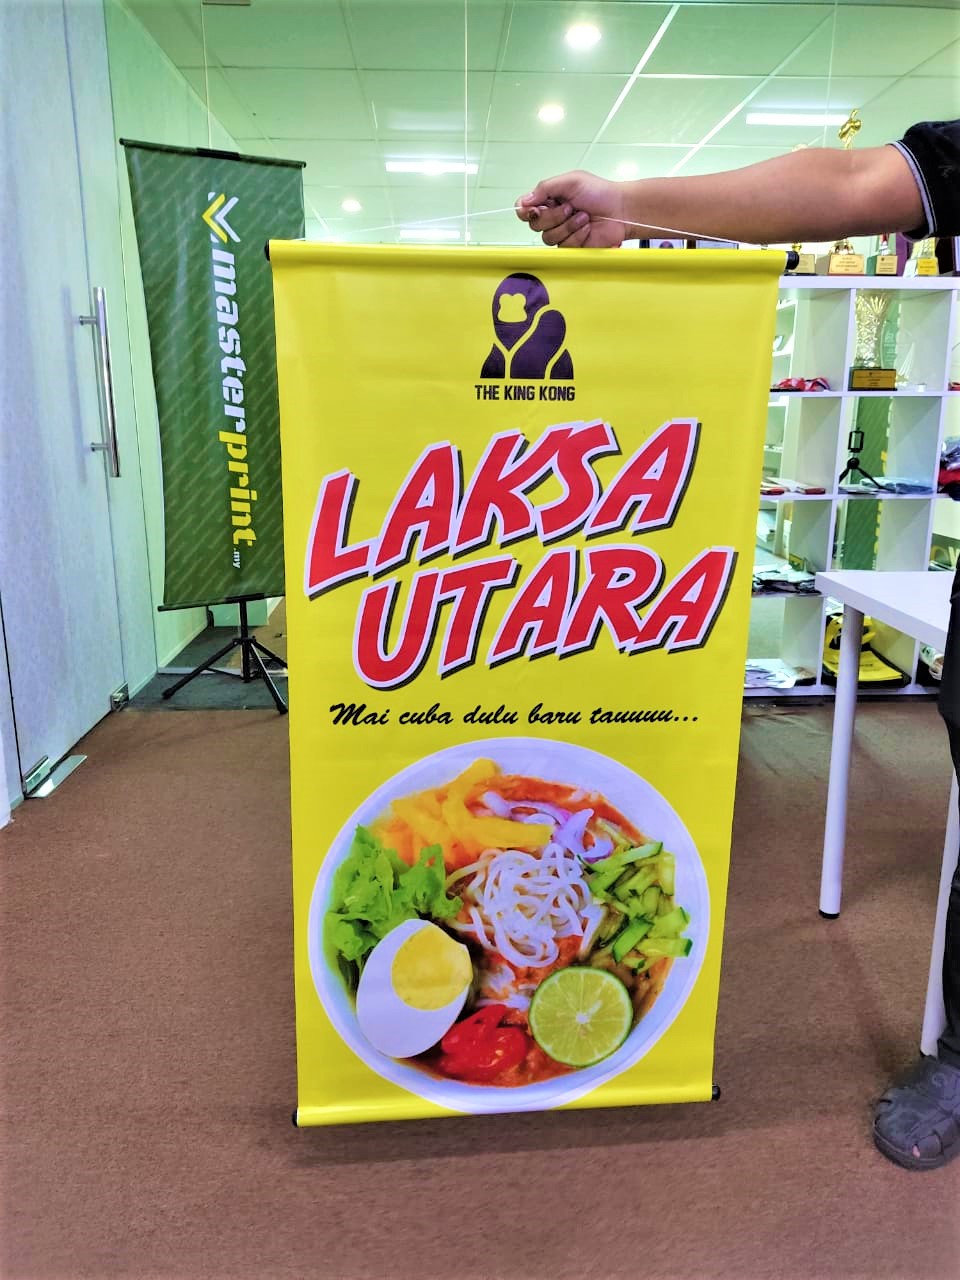 THE KING KONG
LAKSA
UTARA
Mai cuba dulu baru tauuuu...
masterprint.my